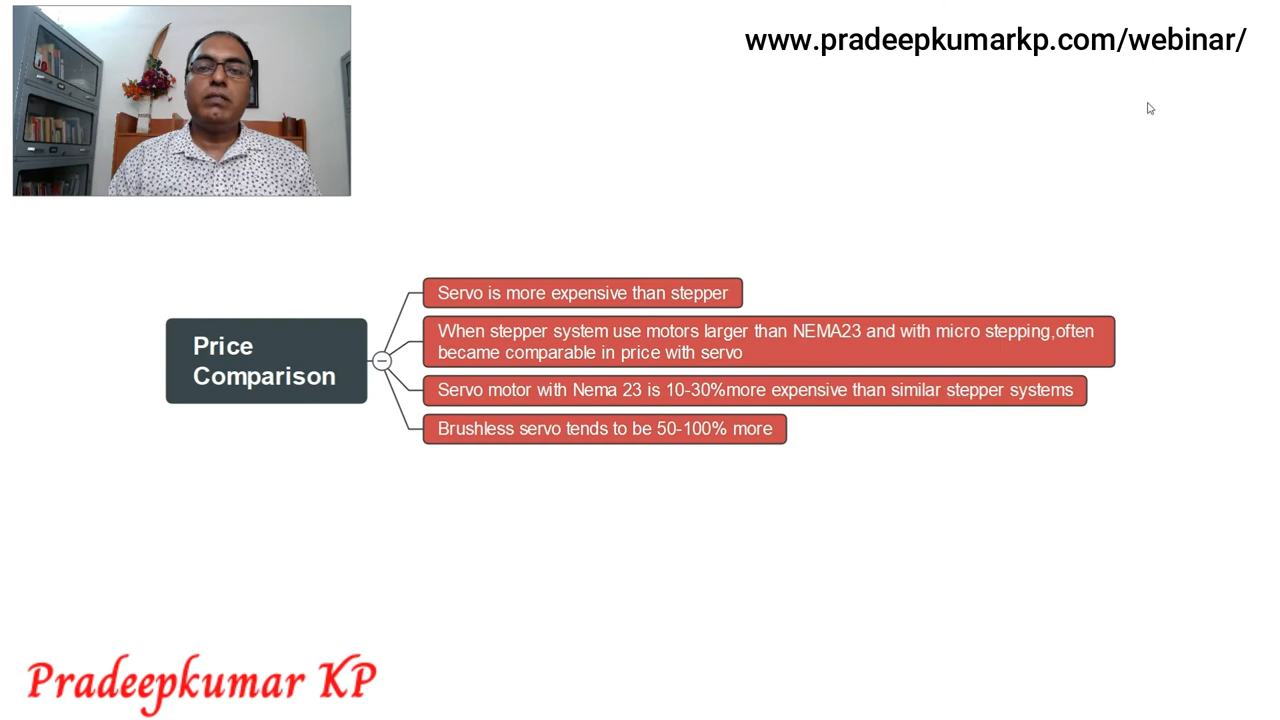 www.pradeepkumarkp.com/webinar/
Servo is more expensive than stepper
When stepper system use motors larger than NEMA23 and with micro stepping,often
became comparable in price with servo
Price
Comparison
Servo motor with Nema 23 is 10-30%more expensive than similar stepper systems
Brushless servo tends to be 50-100% more
Pradeepkumar KP